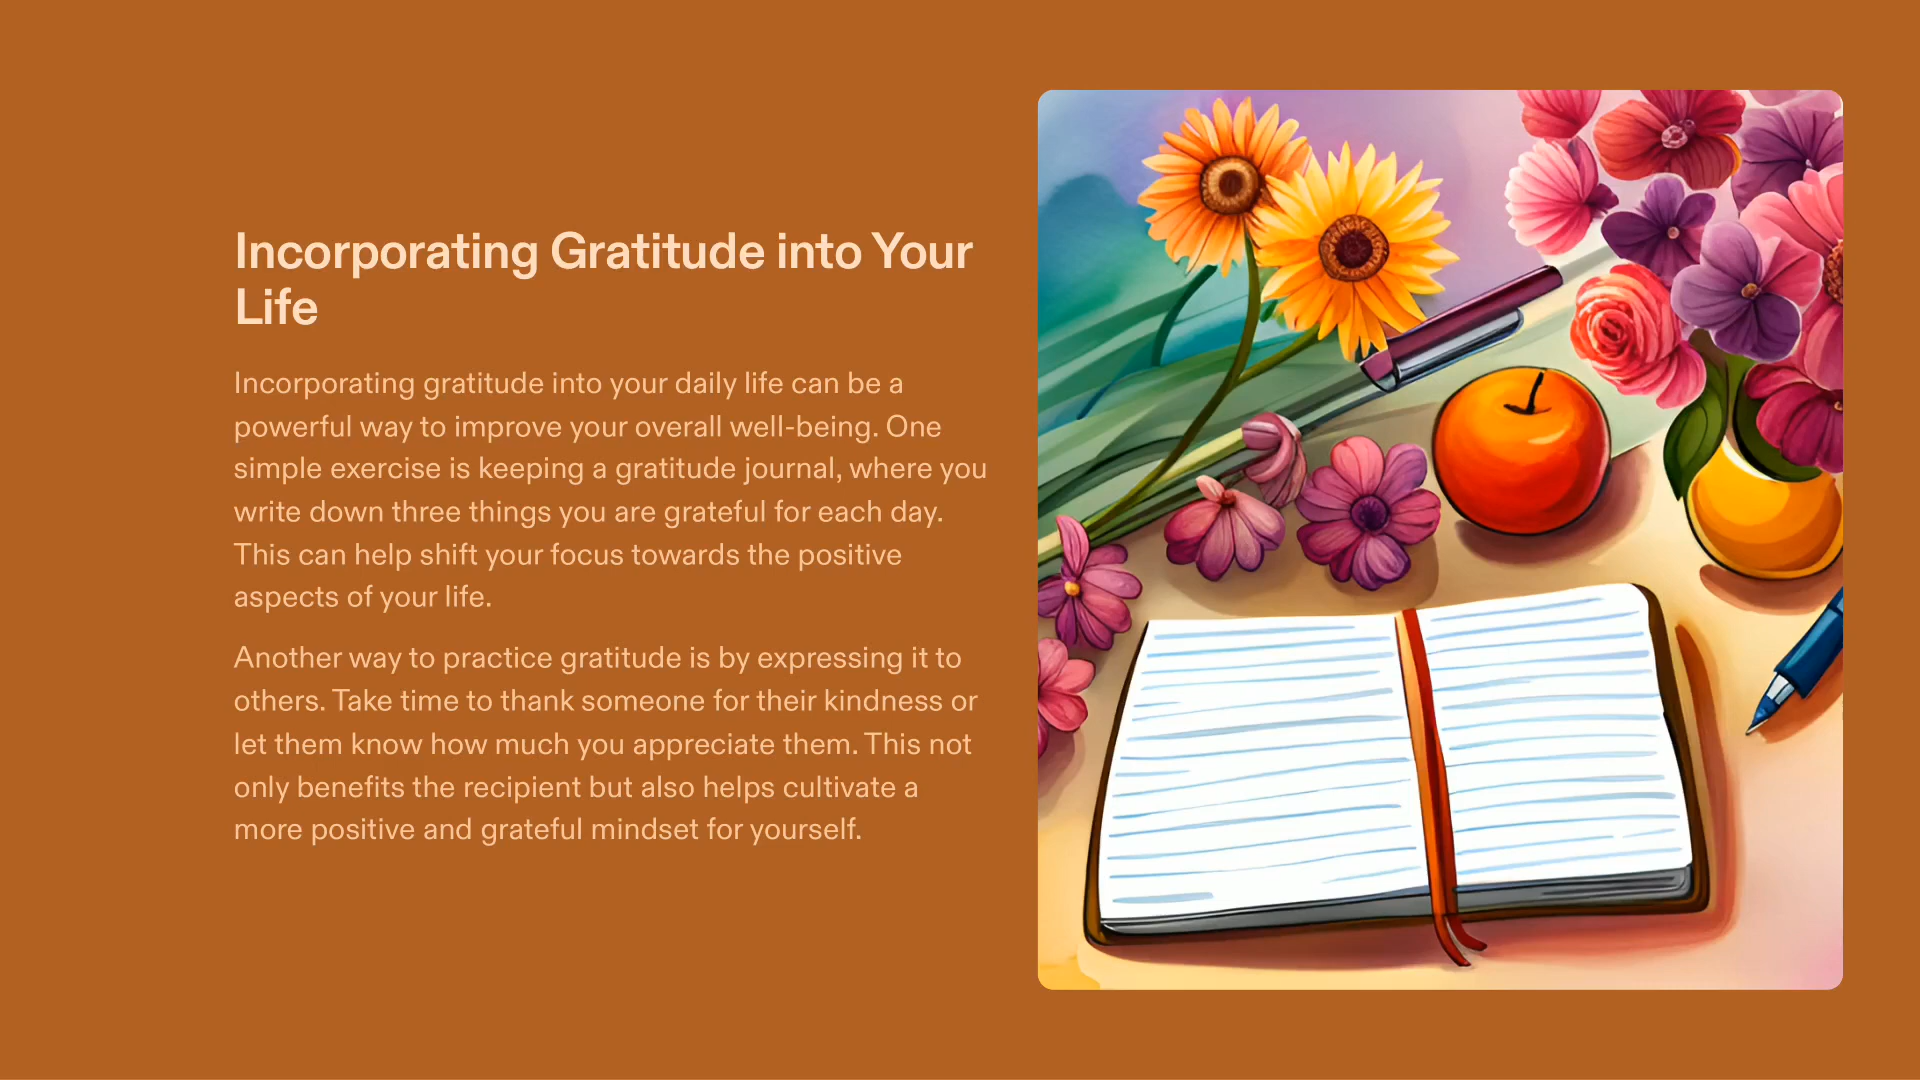 Incorporating Gratitude into Your
Life
Incorporating gratitude into your daily life can be a
powerful way to improve your overall well-being. One
simple exercise is keeping a gratitude journal, where you
write down three things you are grateful for each day.
This can help shift your focus towards the positive
aspects of your life.
Another way to practice gratitude is by expressing it to
others. Take time to thank someone for their kindness or
let them know how much you appreciate them. This not
only benefits the recipient but also helps cultivate a
more positive and grateful mindset for yourself.